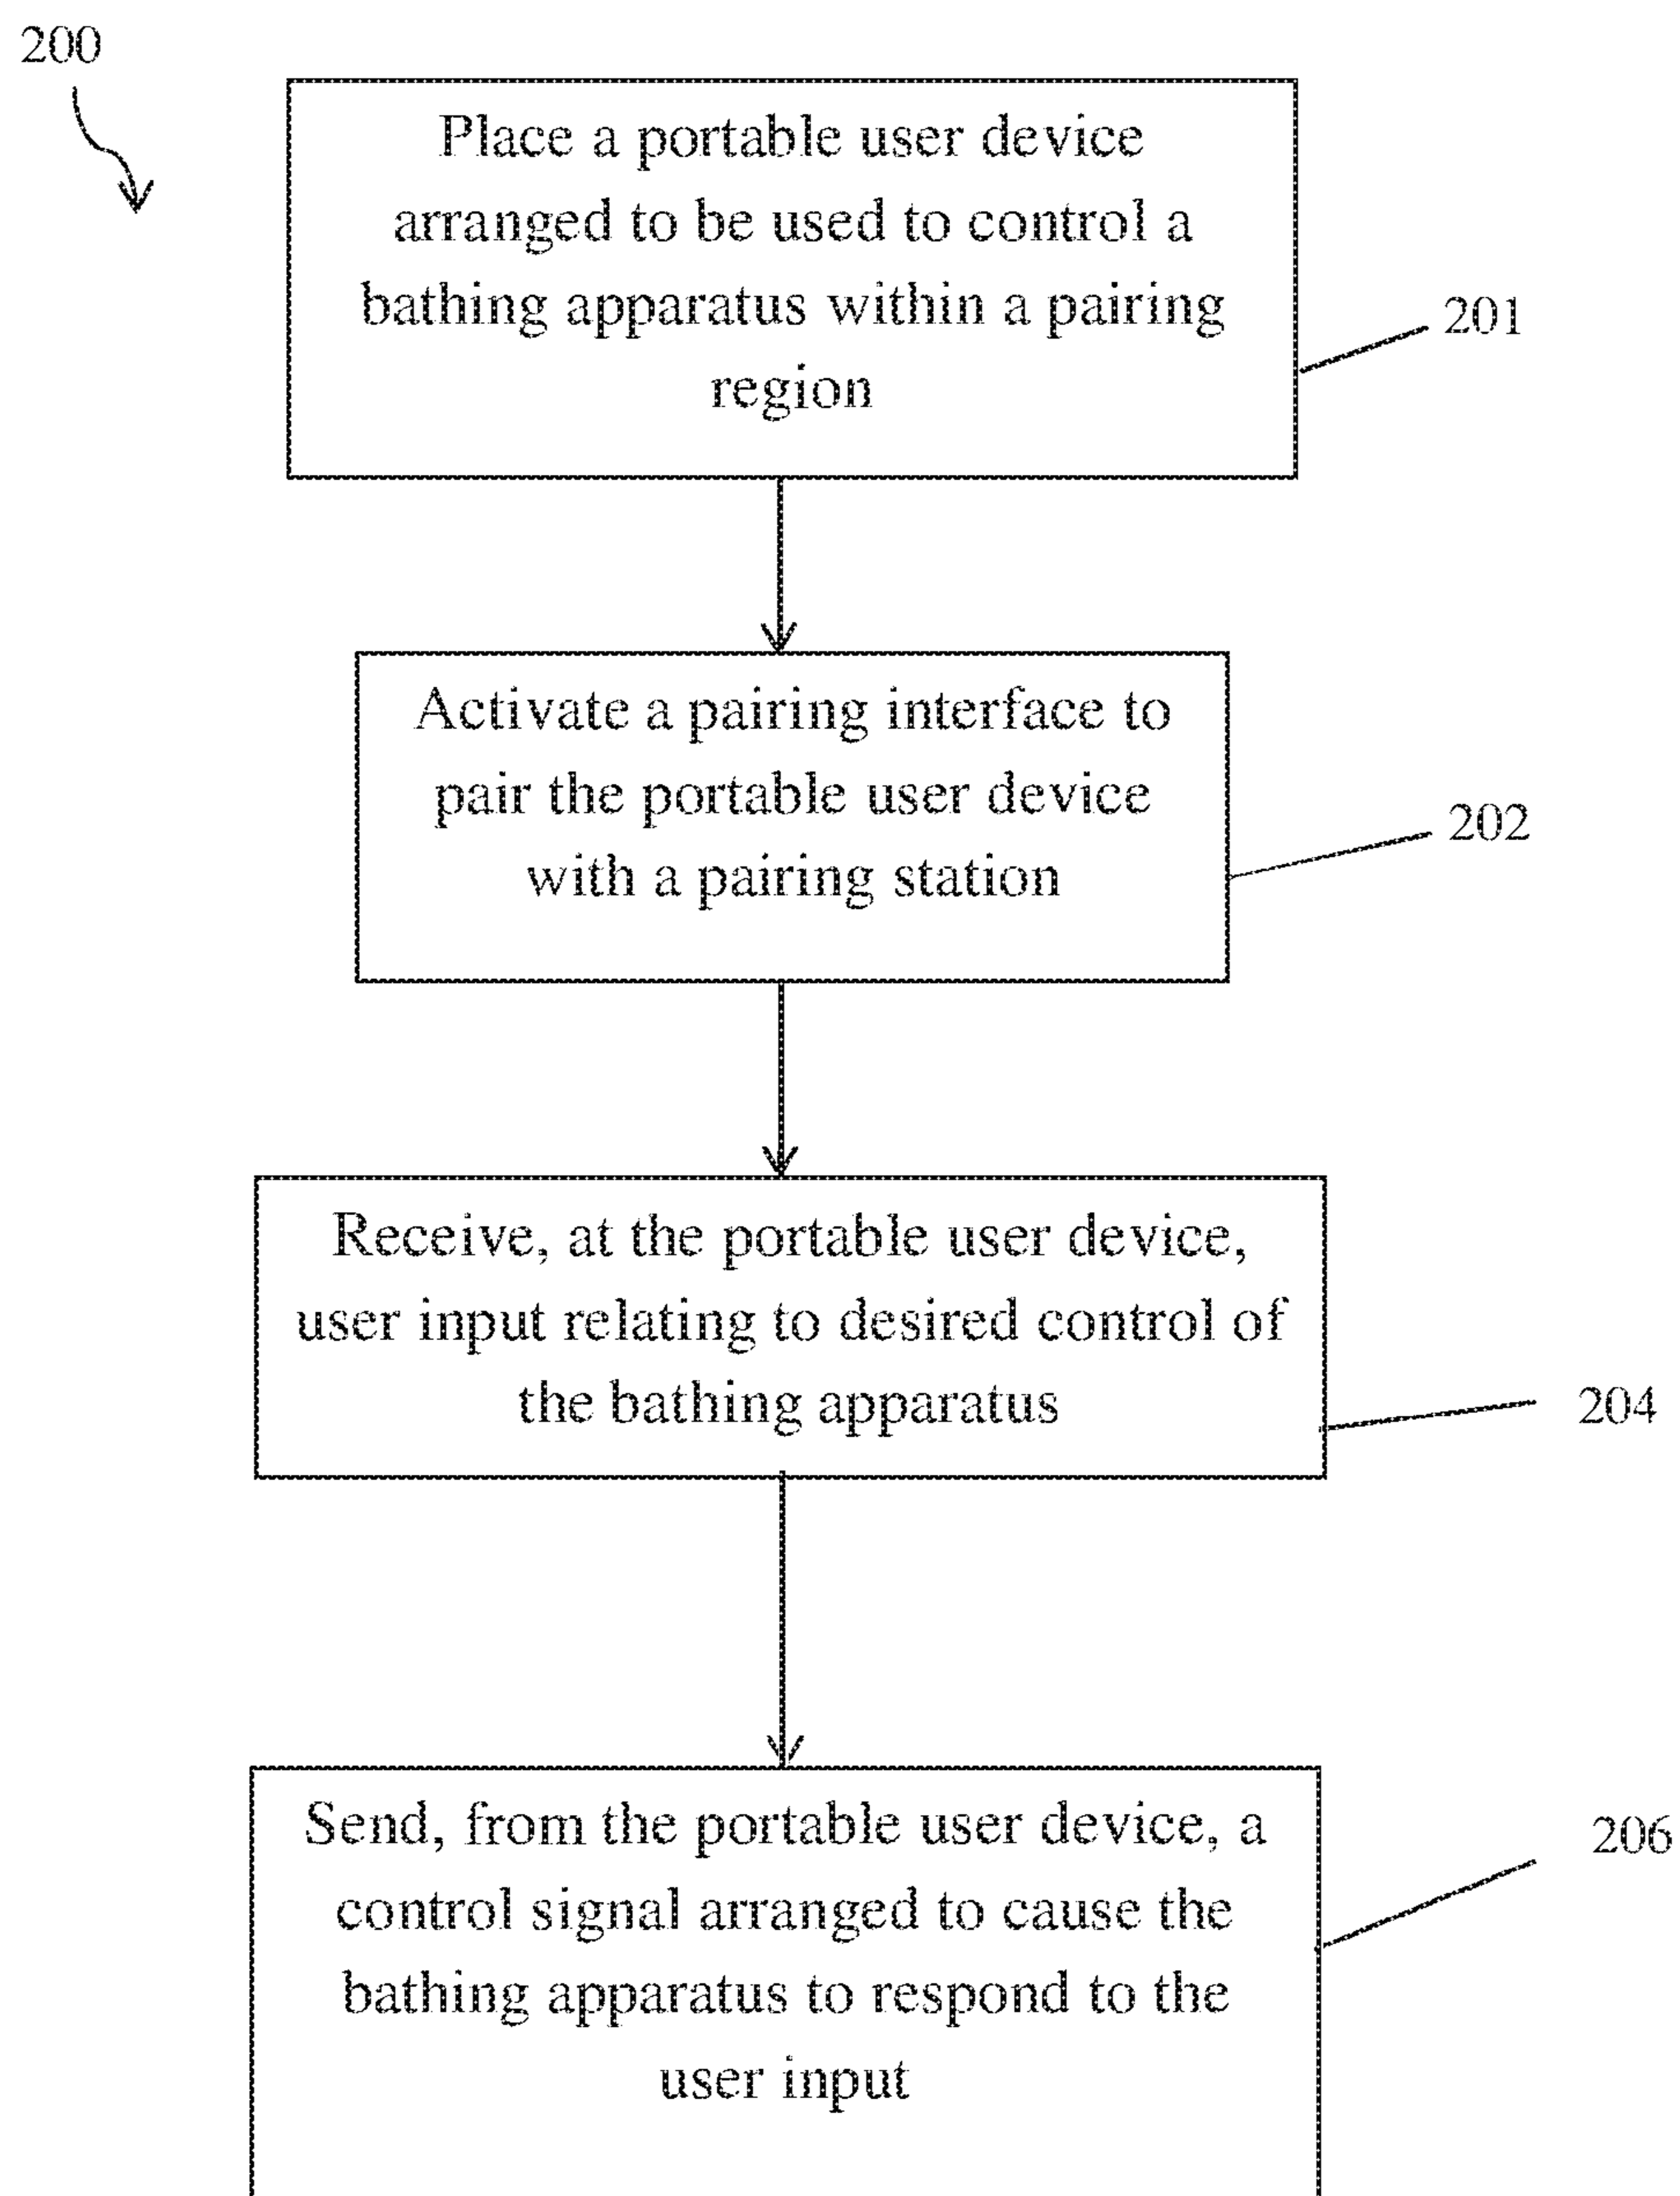 200
Place a portable user device
arranged to be used to control a
bathing apparatus within a pairing
region
201
Activate a pairing interface to
pair the portable user device
with a pairing station
202
Receive, at the portable user device,
user input relating to desired control of
the bathing apparatus
204
Send, from the portable user device, a
control signal arranged to cause the
bathing apparatus to respond to the
user input
206